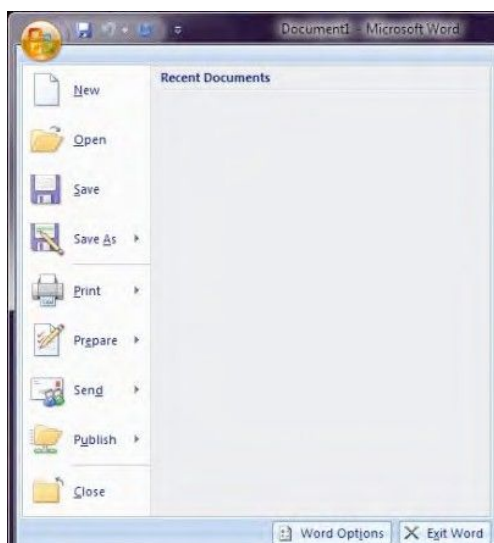 Document1 - Microsoft Word
Recent Documents
New
Open
Save
Save As
Print
Prepare
Send
Publish
Close
Word Options
Exit Word